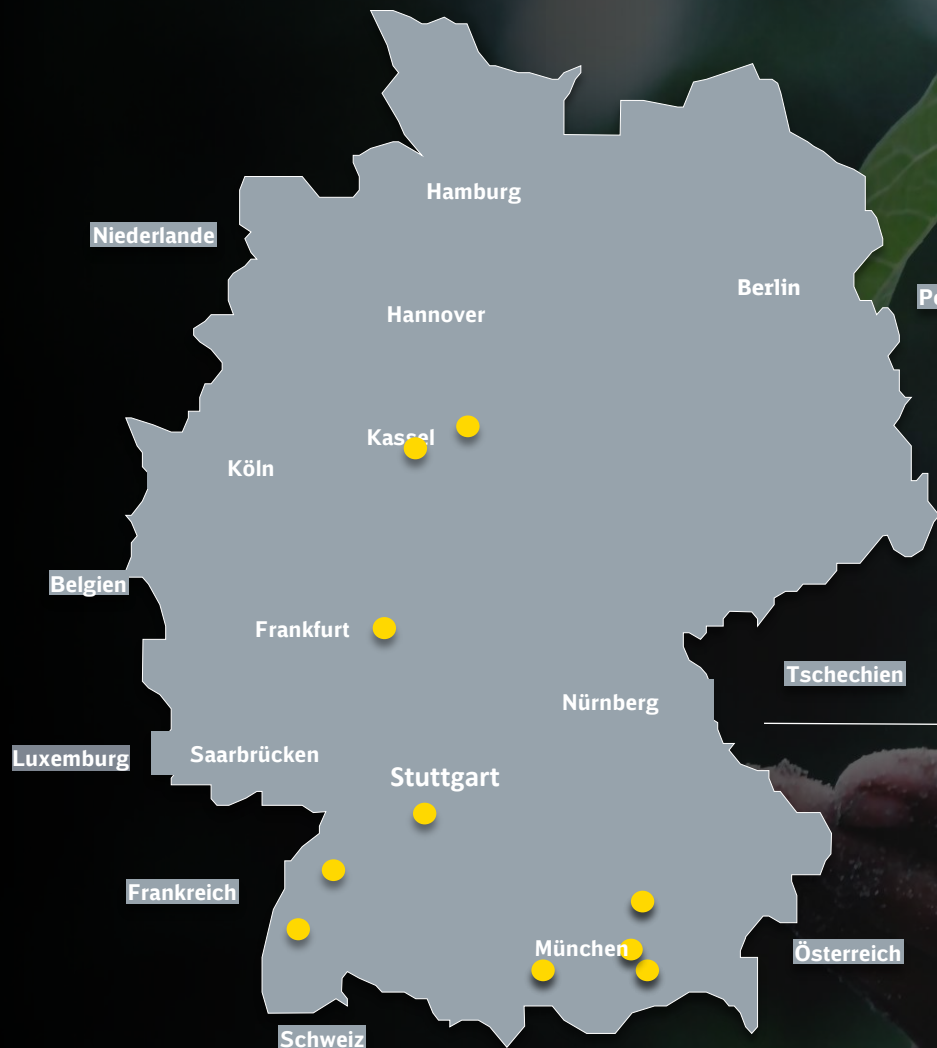 Hamburg
Niederlande
Berlin
Hannover
Kassel
Köln
Belgien
Frankfurt
Tschechien
Nürnberg
Saarbrücken
Luxemburg
Stuttgart
Frankreich
München
Österreich
Schweiz